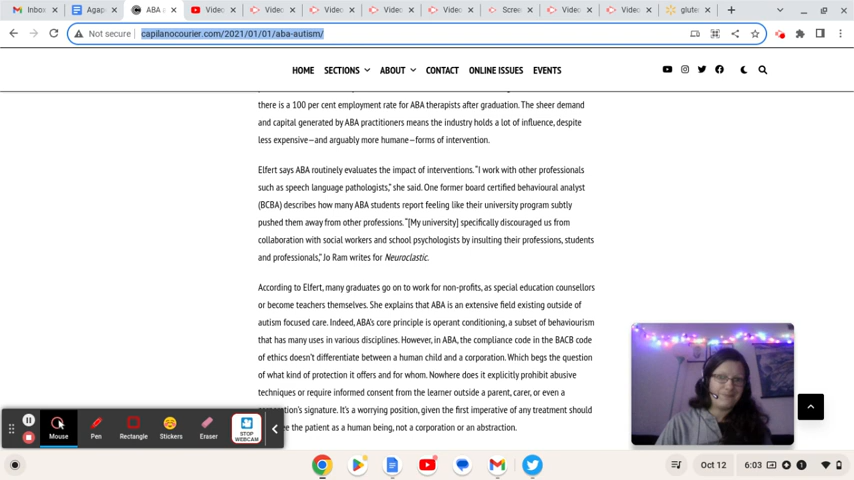 Inbox
Agap
ABA a
Video
Video
Video
Video
Video
Scree
Video
Video
glute
Not secure
capilanocourier.com/2021/01/01/aba-autism/
HOME SECTIONS ABOUT CONTACT ONLINE ISSUES EVENTS
there is a 100 per cent employment rate for ABA therapists after graduation. The sheer demand
and capital generated by ABA practitioners means the industry holds a lot of influence, despite
less expensive—and arguably more humane—forms of intervention.
Elfert says ABA routinely evaluates the impact of interventions. “I work with other professionals
such as speech language pathologists,” she said. One former board certified behavioural analyst
(BCBA) describes how many ABA students report feeling like their university program subtly
pushed them away from other professions. “[My university] specifically discouraged us from
collaboration with social workers and school psychologists by insulting their professions, students
and professionals,” Jo Ram writes for Neuroclastic.
According to Elfert, many graduates go on to work for non-profits, as special education counsellors
or become teachers themselves. She explains that ABA is an extensive field existing outside of
autism focused care. Indeed, ABA’s core principle is operant conditioning, a subset of behaviourism
that has many uses in various disciplines. However, in ABA, the compliance code in the BACB code
of ethics doesn’t differentiate between a human child and a corporation. Which begs the question
of what kind of protection it offers and for whom. Nowhere does it explicitly prohibit abusive
techniques or require informed consent from the learner outside a parent, carer, or even a
corporation’s signature. It’s a worrying position, given the first imperative of any treatment should
see the patient as a human being, not a corporation or an abstraction.
Mouse
Pen
Rectangle
Stickers
Eraser
STOP
WEBCAM
Oct 12
6:03